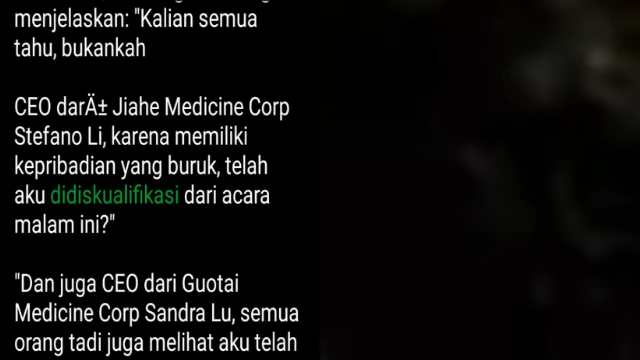 menjelaskan: "Kalian semua
tahu, bukankah
CEO darÄ± Jiahe Medicine Corp
Stefano Li, karena memiliki
kepribadian yang buruk, telah
aku didiskualifikasi dari acara
malam ini?"
"Dan juga CEO dari Guotai
Medicine Corp Sandra Lu, semua
orang tadi juga melihat aku telah